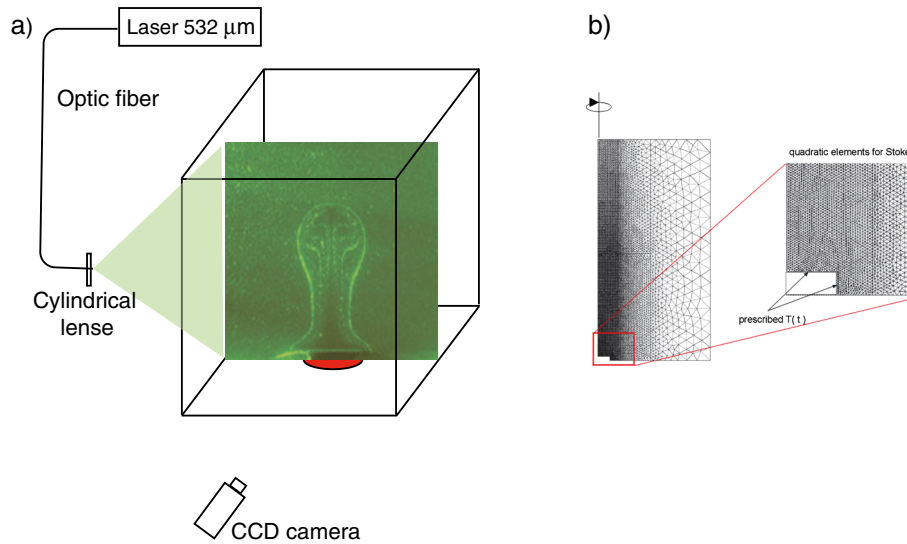 a)
Laser 532 μm
Optic fiber
Cylindrical
lense
CCD camera
b)
quadratic elements for Stoke
prescribed T( t )